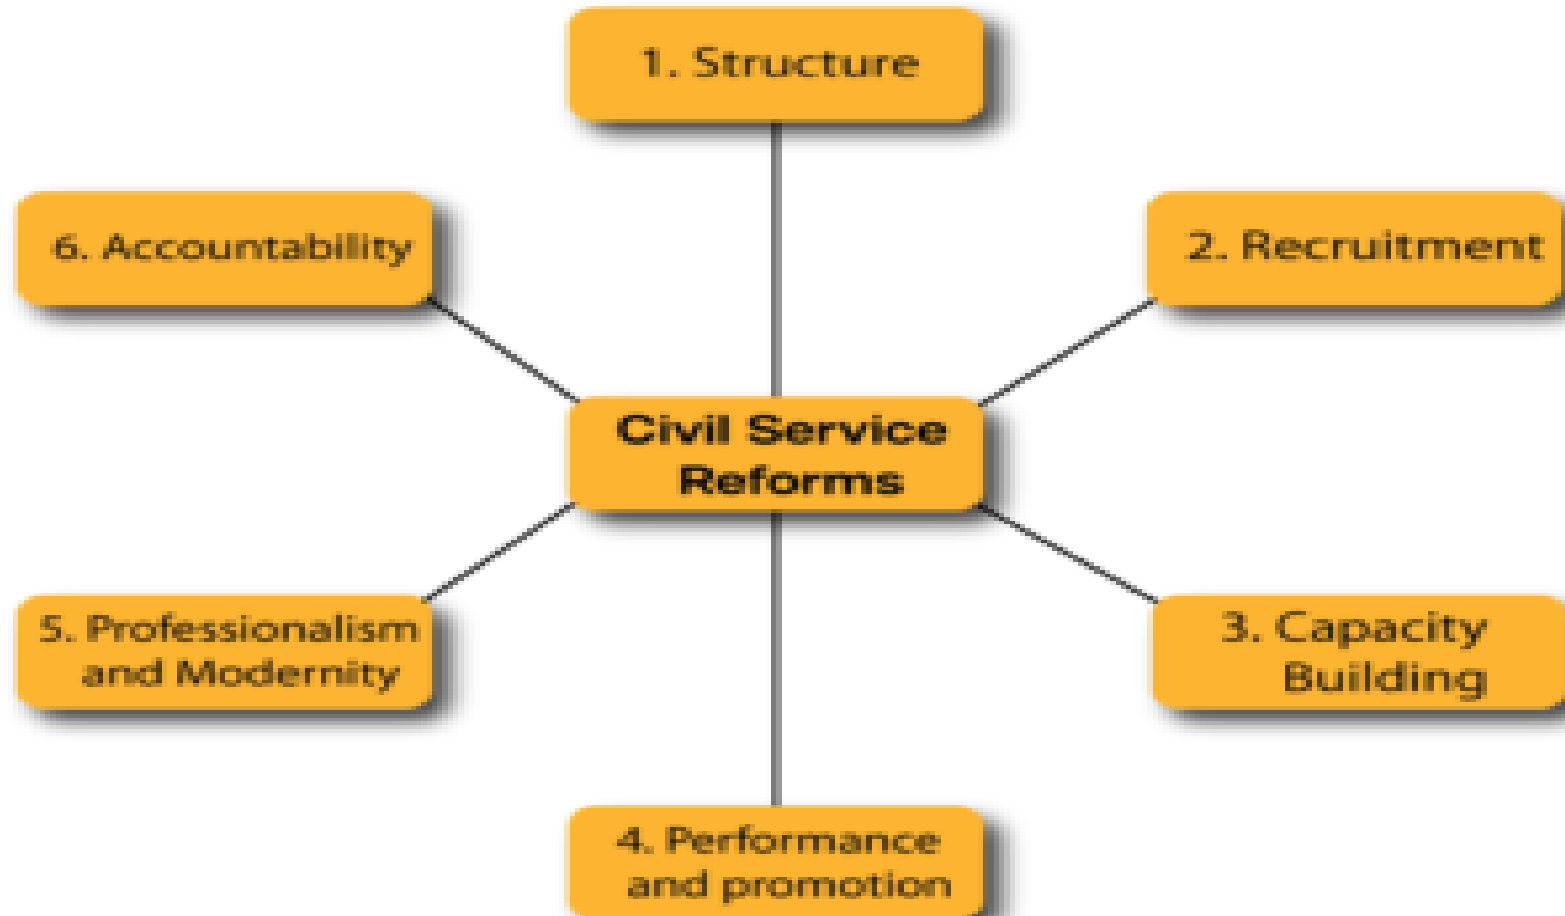 1. Structure
2. Recruitment
3. Capacity
Building
4. Performance
and promotion
5. Professionalism
and Modernity
6. Accountability
Civil Service
Reforms